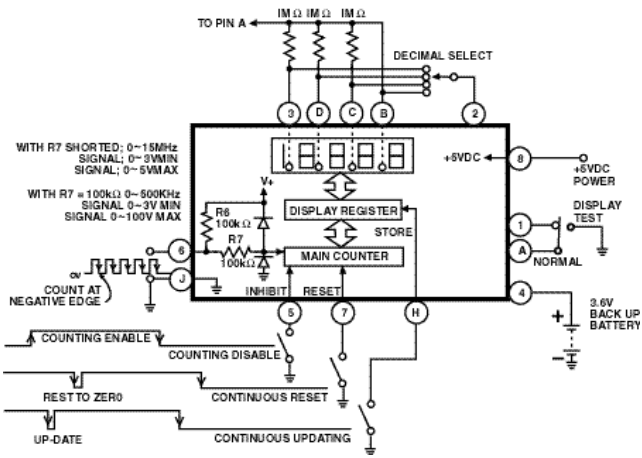 IMΩ IMΩ IMΩ
TO PIN A
DECIMAL SELECT
3 D C B 2
WITH R7 SHORTED; 0~15MHz
SIGNAL; 0~3VMIN
SIGNAL; 0~5VMAX
+5VDC
8
+5VDC
POWER
WITH R7 = 100kΩ 0~500KHz
SIGNAL 0~3V MIN
SIGNAL 0~100V MAX
V+
R6
100kΩ
DISPLAY REGISTER
STORE
1
DISPLAY
TEST
6
R7
100kΩ
MAIN COUNTER
A
NORMAL
0V
J
COUNT AT
NEGATIVE EDGE
INHIBIT RESET
4
3.6V
BACK UP
BATTERY
+
−
5 7 H
COUNTING ENABLE
COUNTING DISABLE
REST TO ZERO
CONTINUOUS RESET
UP-DATE
CONTINUOUS UPDATING